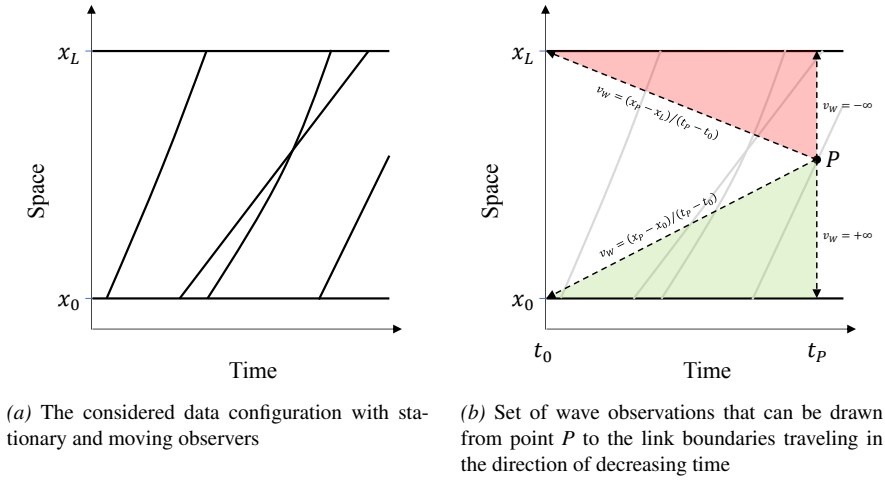 x_L
Space
x_0
Time
x_L
v_W = (x_P − x_L)/(t_P − t_0)
v_W = −∞
P
Space
v_W = (x_P − x_0)/(t_P − t_0)
v_W = +∞
x_0
t_0
Time
t_P
(a) The considered data configuration with sta-
tionary and moving observers
(b) Set of wave observations that can be drawn
from point P to the link boundaries traveling in
the direction of decreasing time